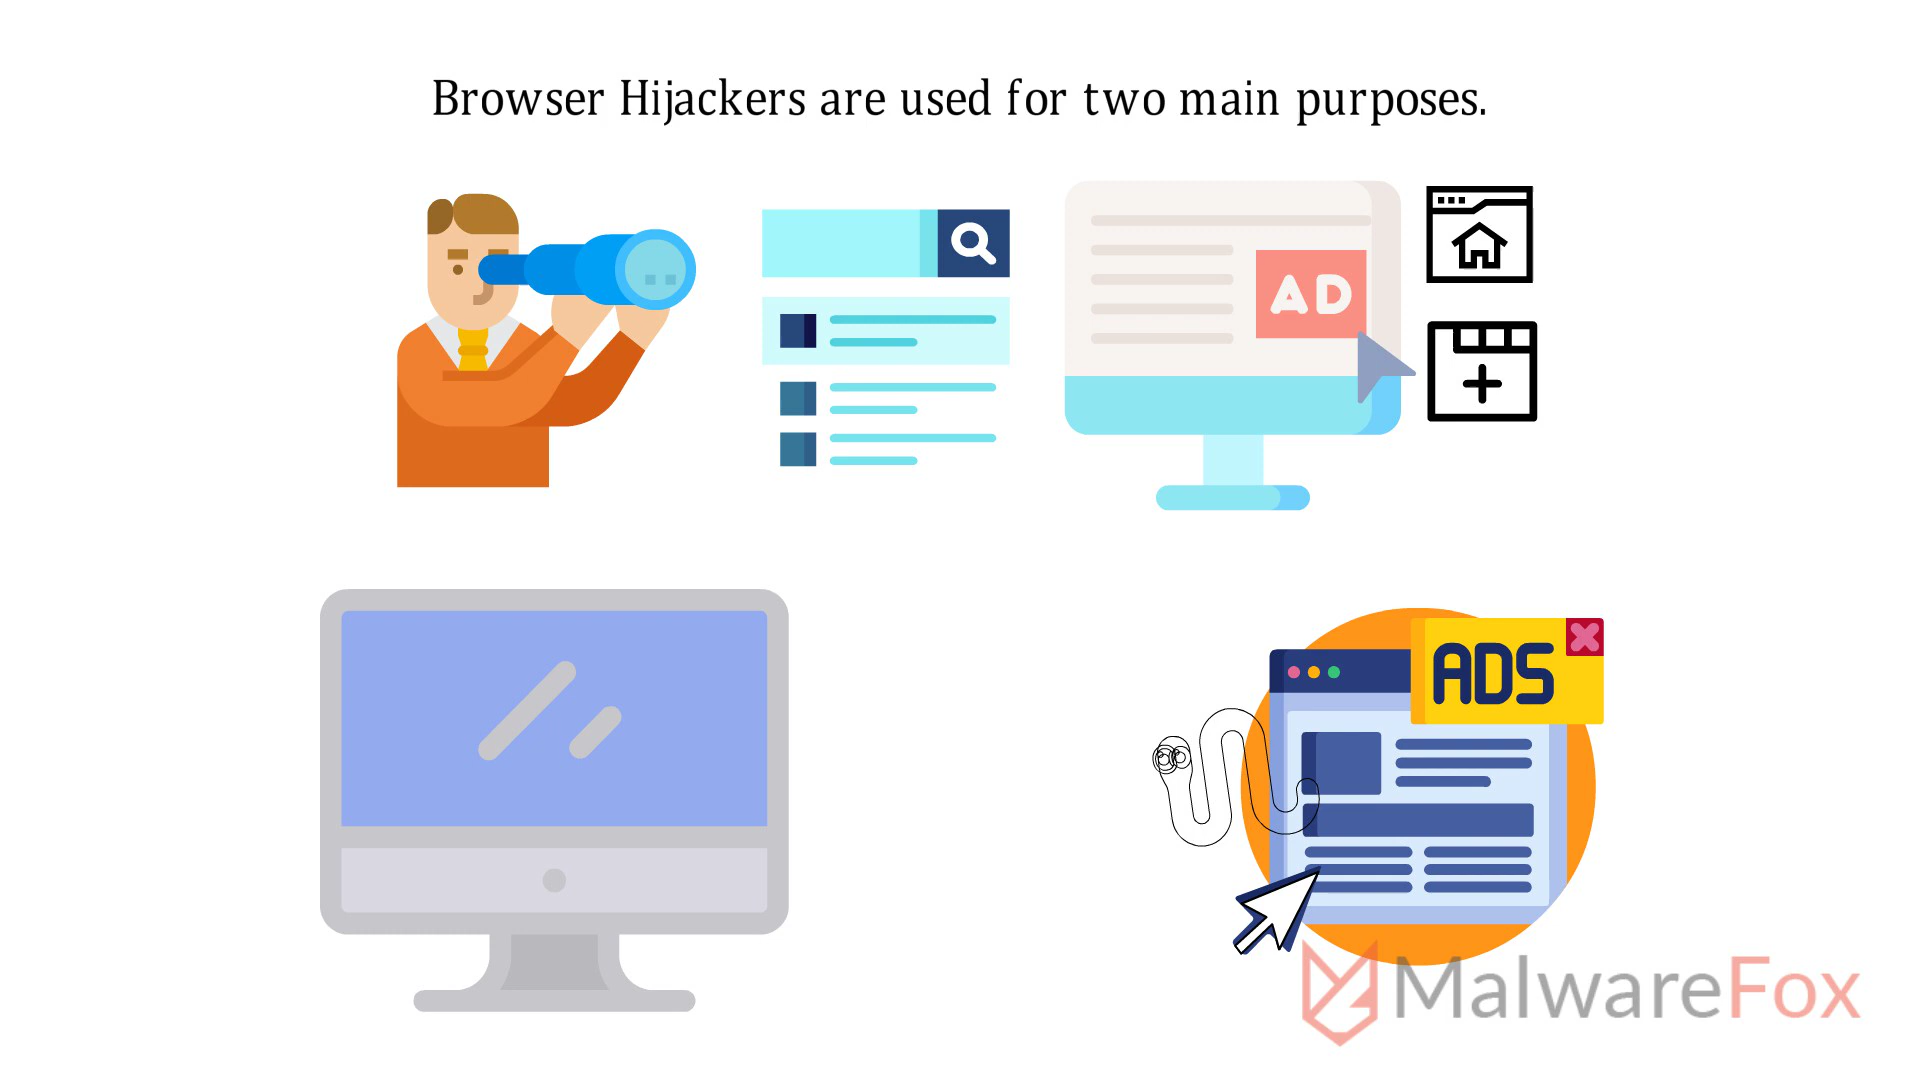 Browser Hijackers are used for two main purposes.
AD
ADS
MalwareFox